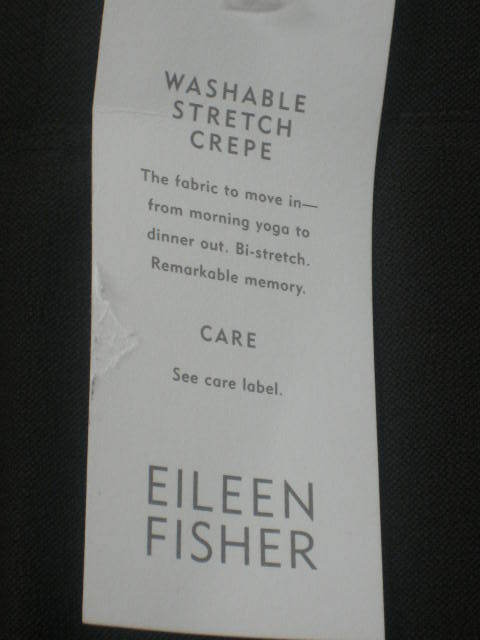 WASHABLE
STRETCH
CREPE
The fabric to move in—
from morning yoga to
dinner out. Bi-stretch.
Remarkable memory.
CARE
See care label.
EILEEN
FISHER